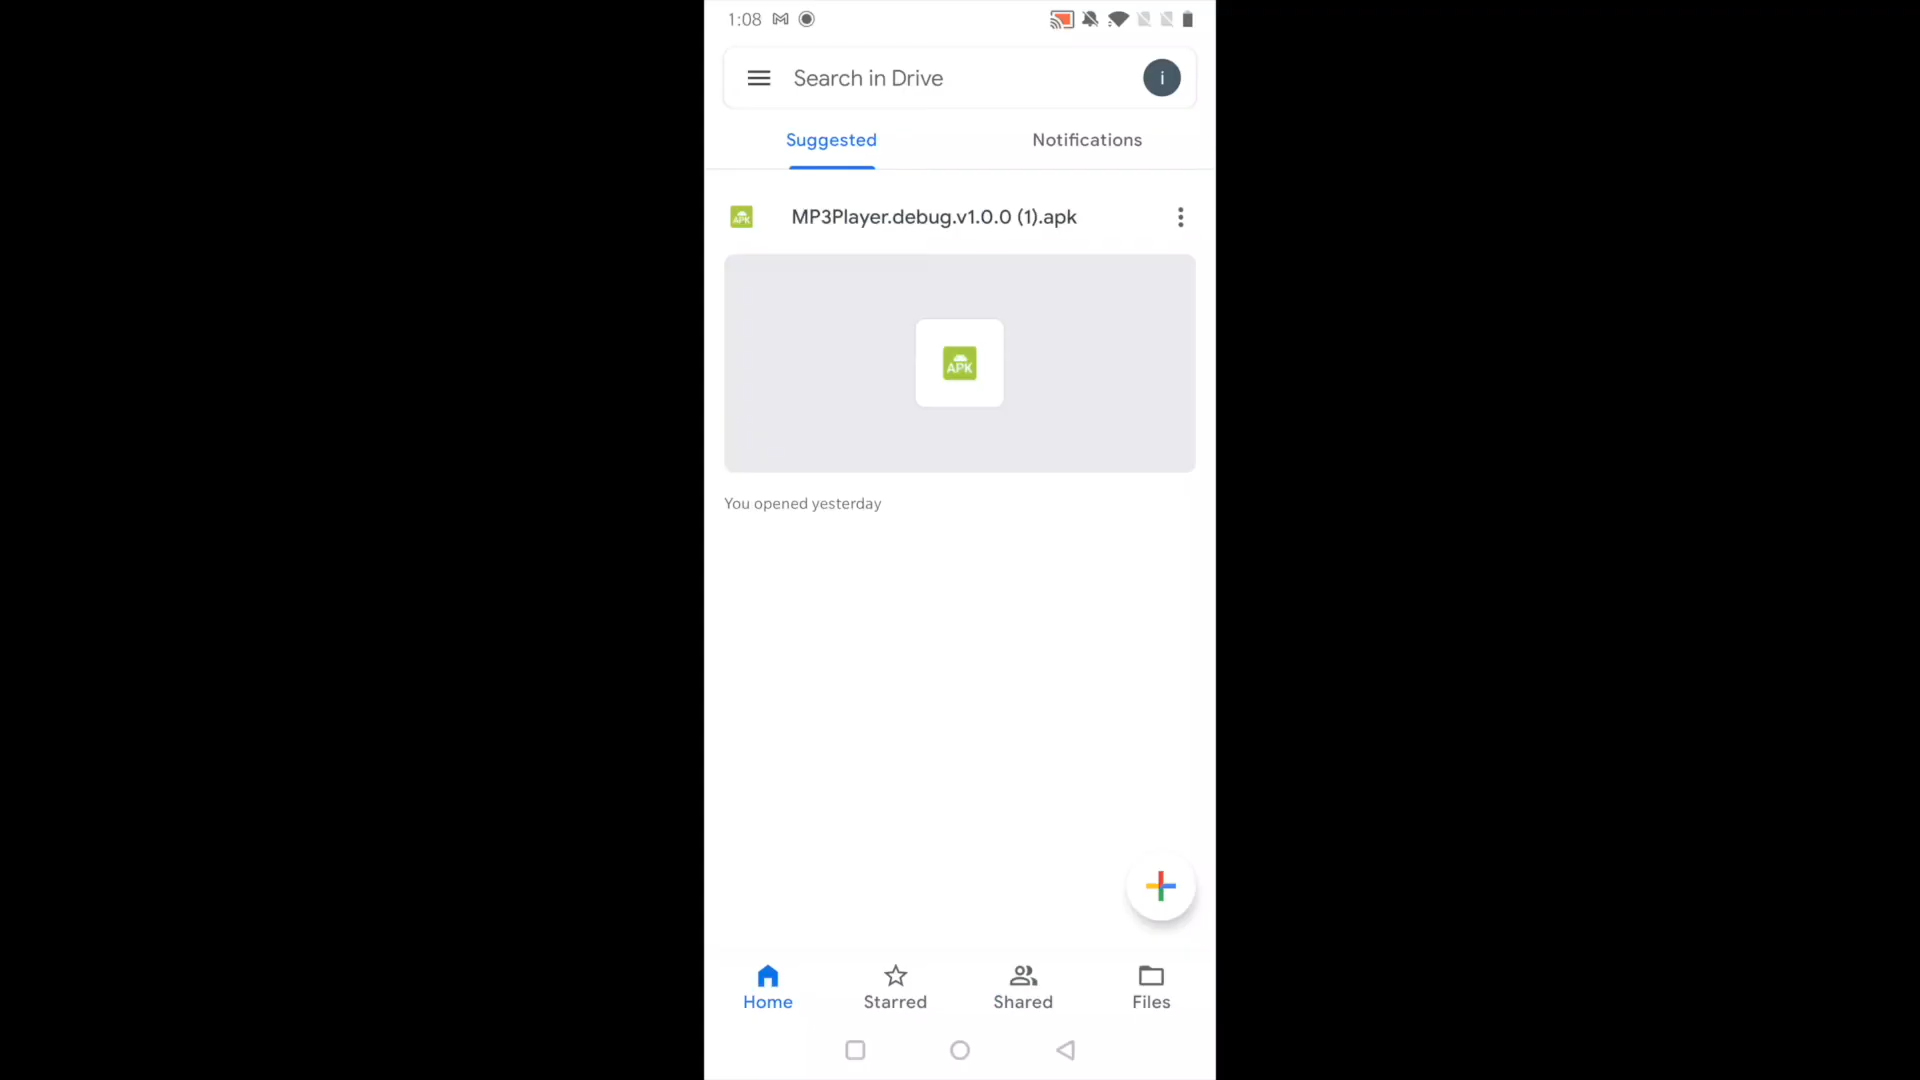 1:08
Search in Drive
i
Suggested
Notifications
APK
MP3Player.debug.v1.0.0 (1).apk
APK
You opened yesterday
Home
Starred
Shared
Files